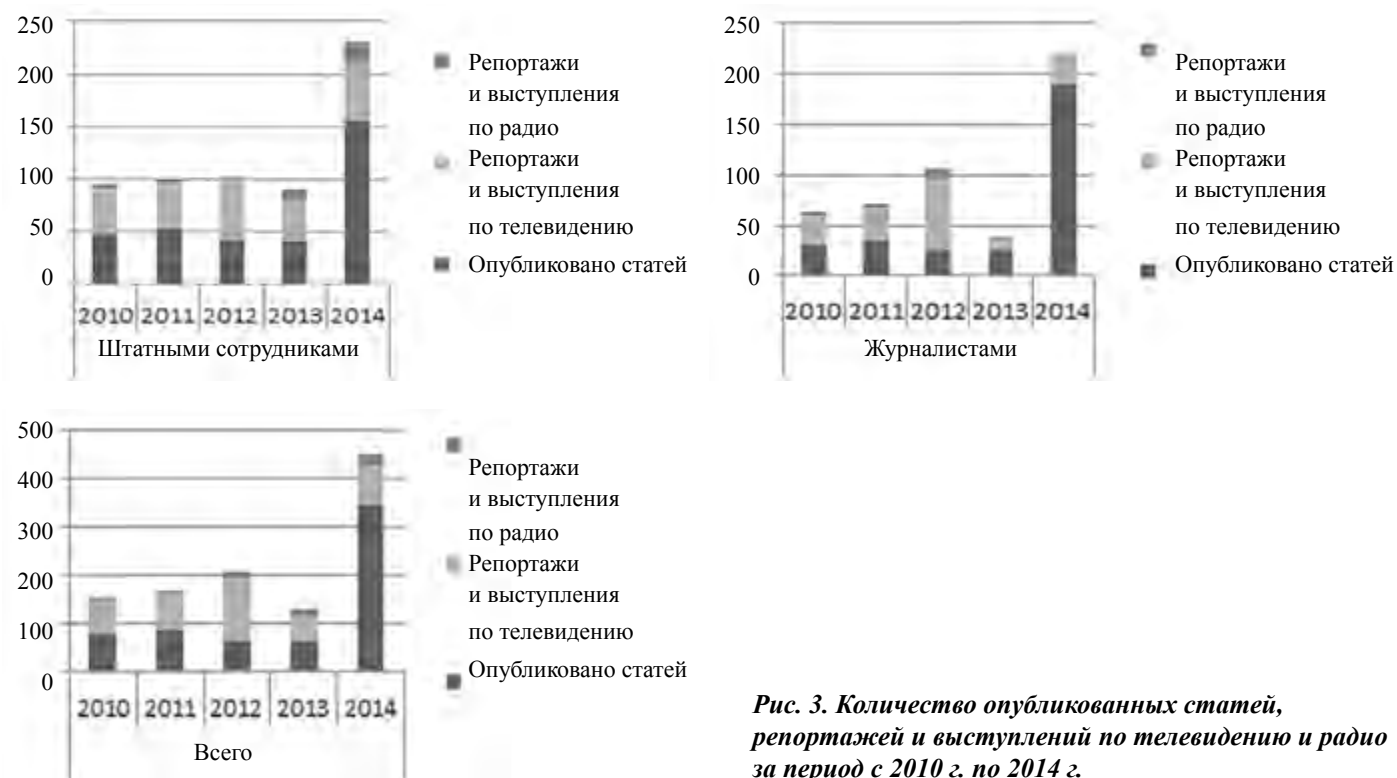 250
200
150
100
50
0
2010 2011 2012 2013 2014
Штатными сотрудниками
Репортажи
и выступления
по радио
Репортажи
и выступления
по телевидению
Опубликовано статей
250
200
150
100
50
0
2010 2011 2012 2013 2014
Журналистами
Репортажи
и выступления
по радио
Репортажи
и выступления
по телевидению
Опубликовано статей
500
400
300
200
100
0
2010 2011 2012 2013 2014
Всего
Репортажи
и выступления
по радио
Репортажи
и выступления
по телевидению
Опубликовано статей
Рис. 3. Количество опубликованных статей,
репортажей и выступлений по телевидению и радио
за период с 2010 г. по 2014 г.